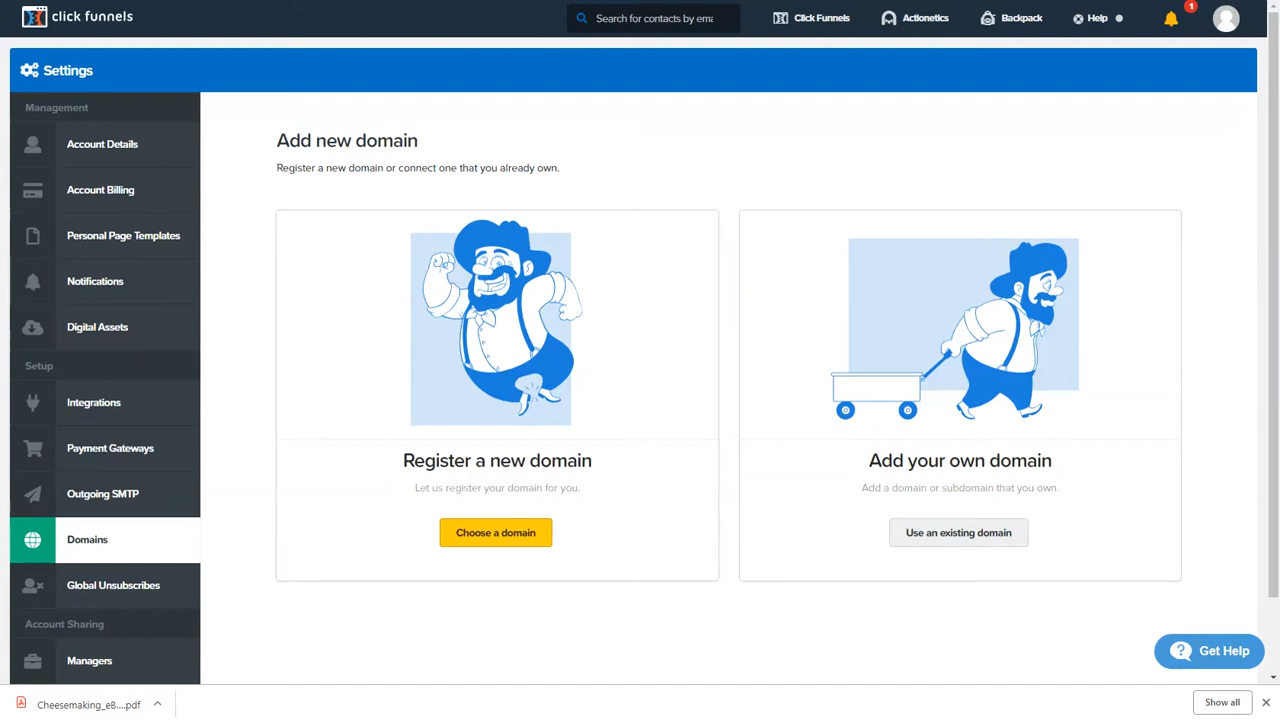 click funnels
Search for contacts by ema
Click Funnels
Actionetics
Backpack
Help
1
Settings
Management
Account Details
Account Billing
Personal Page Templates
Notifications
Digital Assets
Setup
Integrations
Payment Gateways
Outgoing SMTP
Domains
Global Unsubscribes
Account Sharing
Managers
Add new domain
Register a new domain or connect one that you already own.
Register a new domain
Let us register your domain for you.
Choose a domain
Add your own domain
Add a domain or subdomain that you own.
Use an existing domain
Get Help
Cheesemaking_eB....pdf
Show all